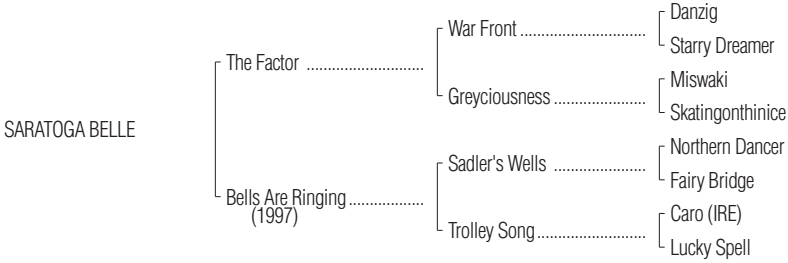 Danzig
War Front ..............................
Starry Dreamer
The Factor ............................
Miswaki
Greyciousness ......................
Skatingonthinice
SARATOGA BELLE
Northern Dancer
Sadler's Wells ......................
Fairy Bridge
Bells Are Ringing ..................
(1997)
Caro (IRE)
Trolley Song ..........................
Lucky Spell